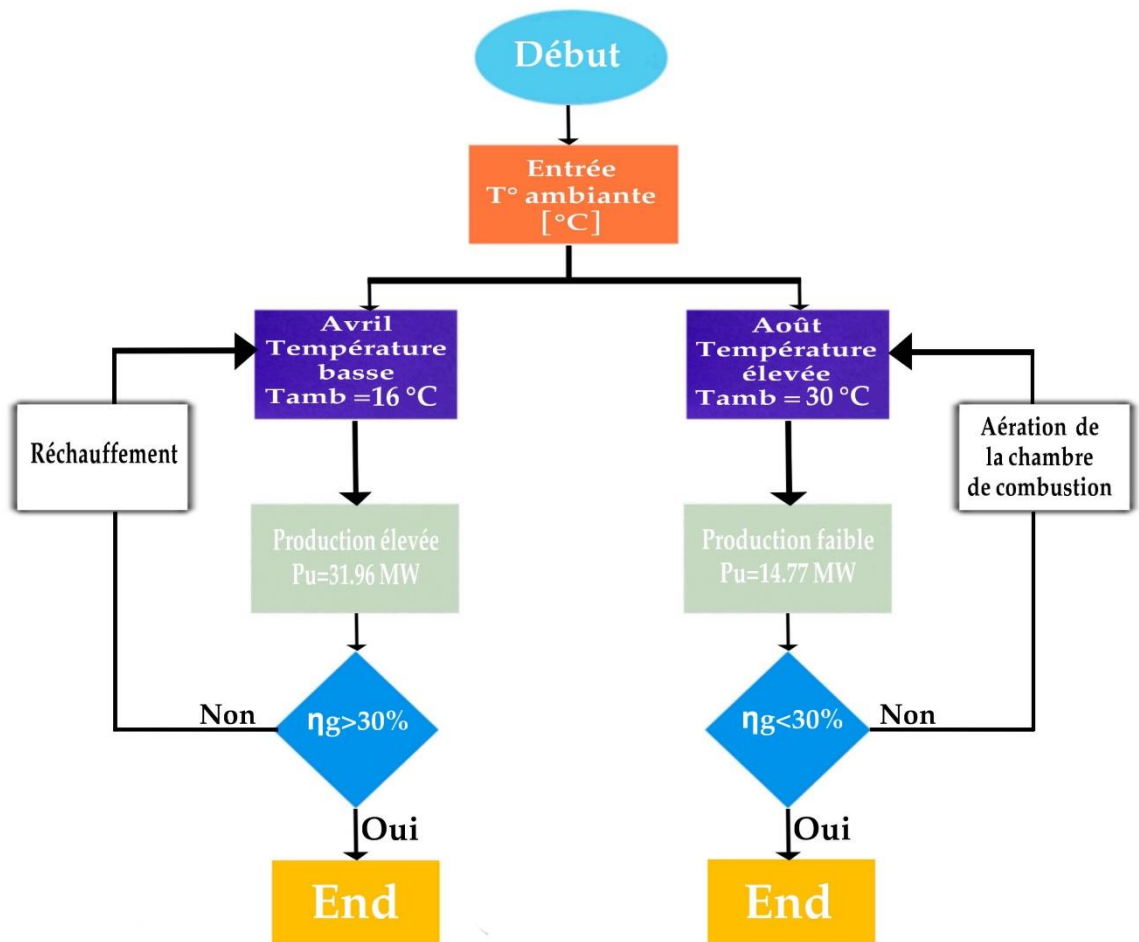 Début
Entrée
T° ambiante
[°C]
Avril
Température
basse
Tamb =16 °C
Août
Température
élevée
Tamb = 30 °C
Réchauffement
Aération de
la chambre
de combustion
Production élevée
Pu=31.96 MW
Production faible
Pu=14.77 MW
Non
ηg>30%
ηg<30%
Non
Oui
Oui
End
End